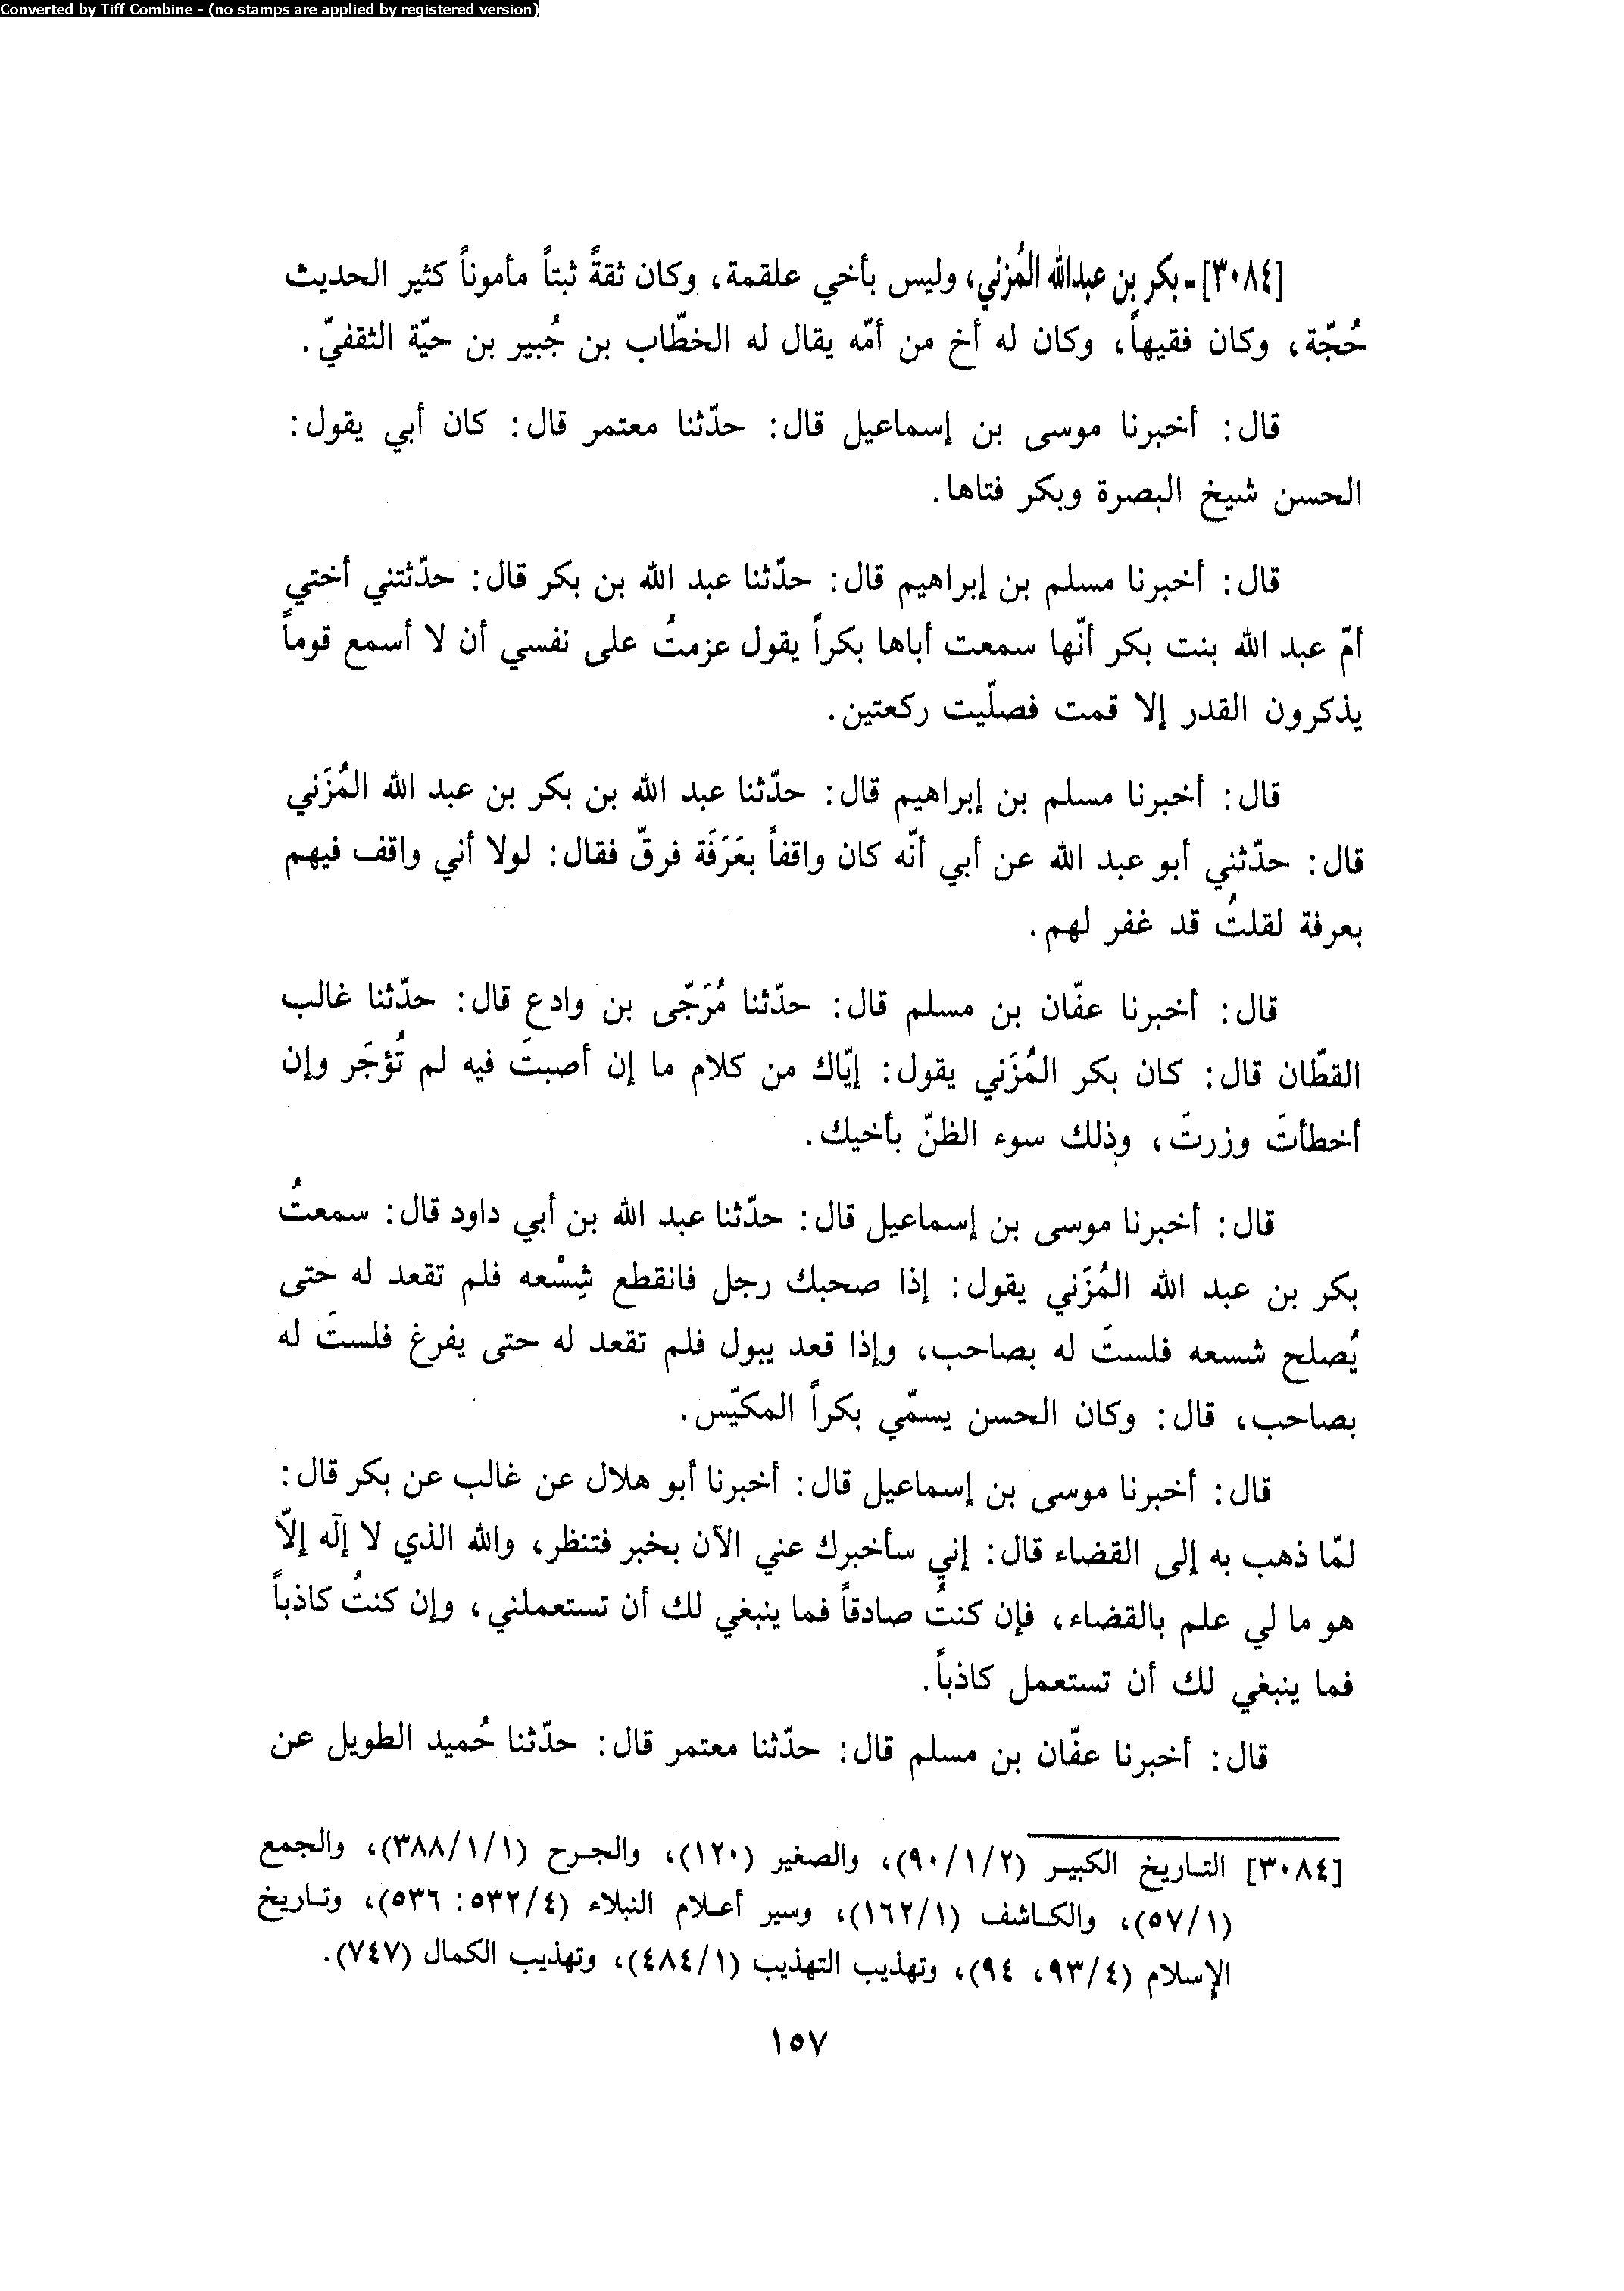 Converted by Tiff Combine - (no stamps are applied by registered version)
[٣٠٨٤]- بكر بن عبدالله المُزني، وليس بأخي علقمة، وكان ثقةً ثبتاً مأموناً كثير الحديث
حُجّة، وكان فقيهاً، وكان له أخ من أمّه يقال له الخطّاب بن جُبير بن حيّة الثقفيّ.
قال: أخبرنا موسى بن إسماعيل قال: حدّثنا معتمر قال: كان أبي يقول:
الحسن شيخ البصرة وبكر فتاها.
قال: أخبرنا مسلم بن إبراهيم قال: حدّثنا عبد الله بن بكر قال: حدّثتني أختي
أمّ عبد الله بنت بكر أنّها سمعت أباها بكراً يقول عزمتُ على نفسي أن لا أسمع قوماً
يذكرون القدر إلا قمت فصلّيت ركعتين.
قال: أخبرنا مسلم بن إبراهيم قال: حدّثنا عبد الله بن بكر بن عبد الله المُزَني
قال: حدّثني أبو عبد الله عن أبي أنّه كان واقفاً بعَرَفَة فرقّ فقال: لولا أني واقف فيهم
بعرفة لقلتُ قد غفر لهم.
قال: أخبرنا عفّان بن مسلم قال: حدّثنا مُرَجّى بن وادع قال: حدّثنا غالب
القطّان قال: كان بكر المُزَني يقول: إيّاك من كلام ما إن أصبتَ فيه لم تُؤجَر وإن
أخطأتَ وزرتَ، وذلك سوء الظنّ بأخيك.
قال: أخبرنا موسى بن إسماعيل قال: حدّثنا عبد الله بن أبي داود قال: سمعتُ
بكر بن عبد الله المُزَني يقول: إذا صحبك رجل فانقطع شِسْعه فلم تقعد له حتى
يُصلح شسعه فلستَ له بصاحب، وإذا قعد يبول فلم تقعد له حتى يفرغ فلستَ له
بصاحب، قال: وكان الحسن يسمّي بكراً المكيّس.
قال: أخبرنا موسى بن إسماعيل قال: أخبرنا أبو هلال عن غالب عن بكر قال:
لمّا ذهب به إلى القضاء قال: إني سأخبرك عني الآن بخبر فتنظر، والله الذي لا إلَه إلاّ
هو ما لي علم بالقضاء، فإن كنتُ صادقاً فما ينبغي لك أن تستعملني، وإن كنتُ كاذباً
فما ينبغي لك أن تستعمل كاذباً.
قال: أخبرنا عفّان بن مسلم قال: حدّثنا معتمر قال: حدّثنا حُميد الطويل عن
[٣٠٨٤] التاريخ الكبير (٩٠/١/٢)، والصغير (١٢٠)، والجرح (٣٨٨/١/١)، والجمع
(٥٧/١)، والكاشف (١٦٢/١)، وسير أعلام النبلاء (٥٣٢/٤: ٥٣٦)، وتاريخ
الإسلام (٩٣/٤، ٩٤)، وتهذيب التهذيب (٤٨٤/١)، وتهذيب الكمال (٧٤٧).
١٥٧